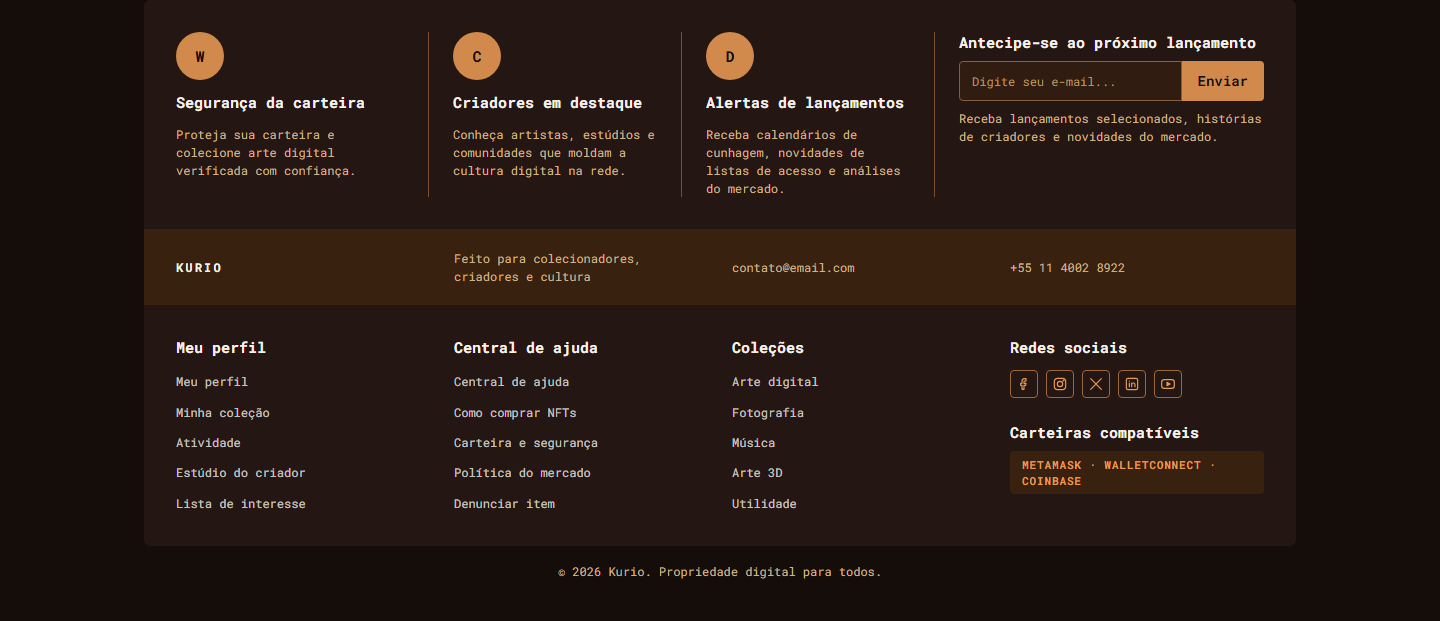 W
Segurança da carteira
Proteja sua carteira e
colecione arte digital
verificada com confiança.
C
Criadores em destaque
Conheça artistas, estúdios e
comunidades que moldam a
cultura digital na rede.
D
Alertas de lançamentos
Receba calendários de
cunhagem, novidades de
listas de acesso e análises
do mercado.
Antecipe-se ao próximo lançamento
Digite seu e-mail...
Enviar
Receba lançamentos selecionados, histórias
de criadores e novidades do mercado.
KURIO
Feito para colecionadores,
criadores e cultura
contato@email.com
+55 11 4002 8922
Meu perfil
Meu perfil
Minha coleção
Atividade
Estúdio do criador
Lista de interesse
Central de ajuda
Central de ajuda
Como comprar NFTs
Carteira e segurança
Política do mercado
Denunciar item
Coleções
Arte digital
Fotografia
Música
Arte 3D
Utilidade
Redes sociais
Carteiras compatíveis
METAMASK · WALLETCONNECT ·
COINBASE
© 2026 Kurio. Propriedade digital para todos.